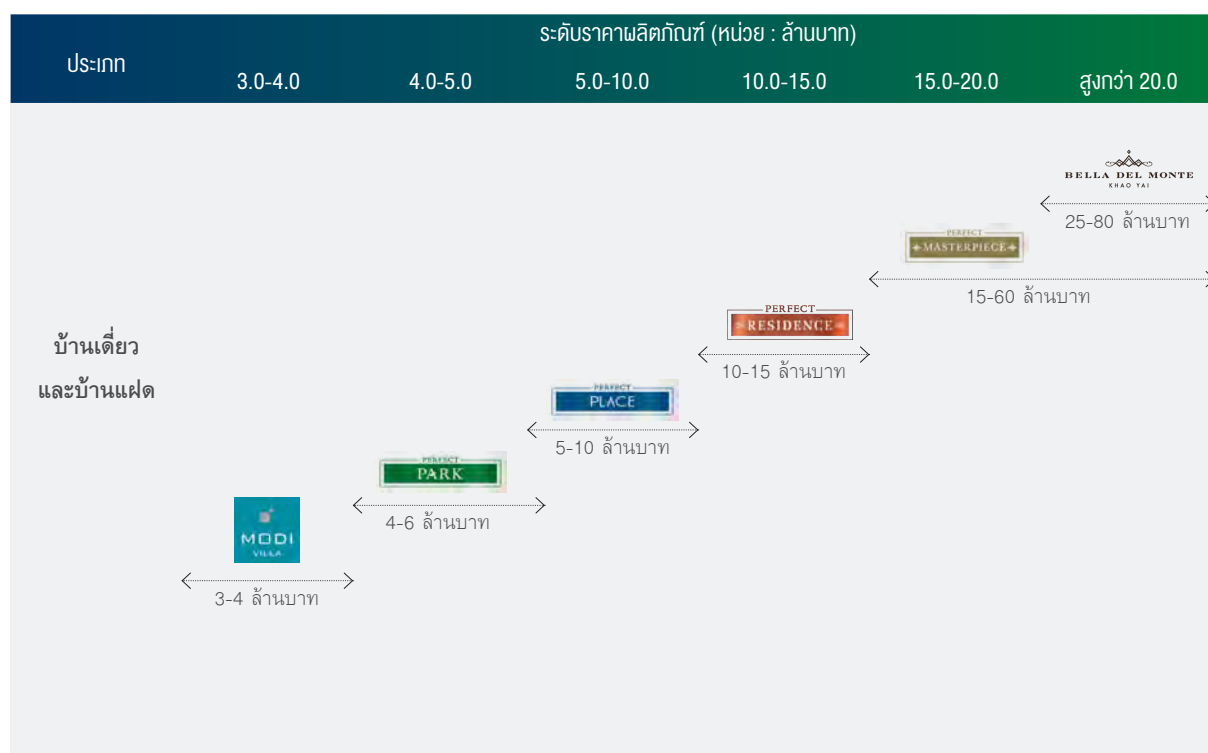 ระดับราคาผลิตภัณฑ์ (หน่วย : ล้านบาท)
ประเภท
3.0-4.0 4.0-5.0 5.0-10.0 10.0-15.0 15.0-20.0 สูงกว่า 20.0
BELLA DEL MONTE
KHAO YAI
25-80 ล้านบาท
PERFECT
MASTERPIECE
15-60 ล้านบาท
PERFECT
RESIDENCE
10-15 ล้านบาท
บ้านเดี่ยว
และบ้านแฝด
PERFECT
PLACE
5-10 ล้านบาท
PERFECT
PARK
4-6 ล้านบาท
MODI
VILLA
3-4 ล้านบาท